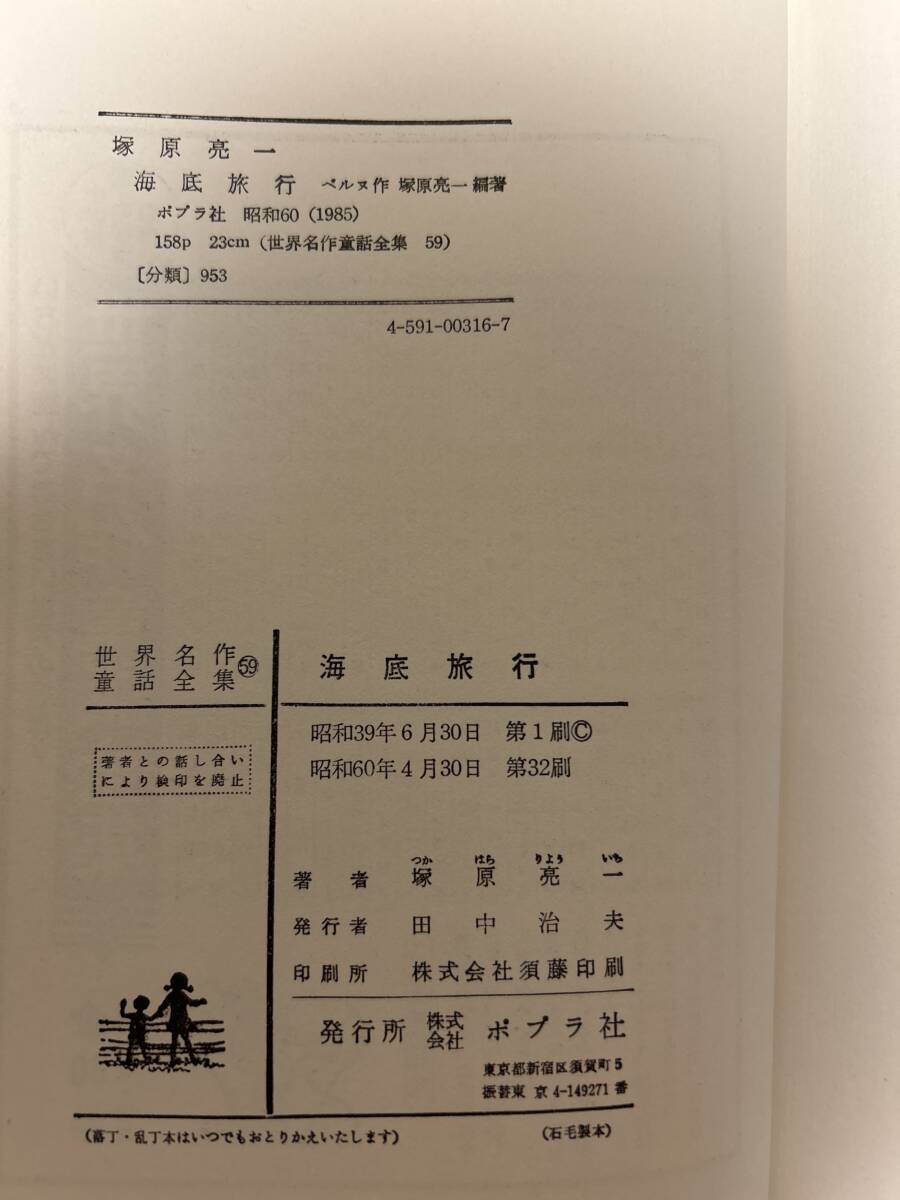 塚原亮一
海底旅行 ベルヌ作 塚原亮一編著
ポプラ社 昭和60(1985)
158p 23cm(世界名作童話全集 59)
〔分類〕953
4-591-00316-7
世界名作
童話全集 59
著者との話し合い
により検印を廃止
海底旅行
昭和39年6月30日 第1刷©
昭和60年4月30日 第32刷
つか はら りよう いち
著者 塚原亮一
発行者 田中治夫
印刷所 株式会社須藤印刷
発行所 株式会社 ポプラ社
東京都新宿区須賀町5
振替東京4-149271番
(落丁・乱丁本はいつでもおとりかえいたします)
(石毛製本)